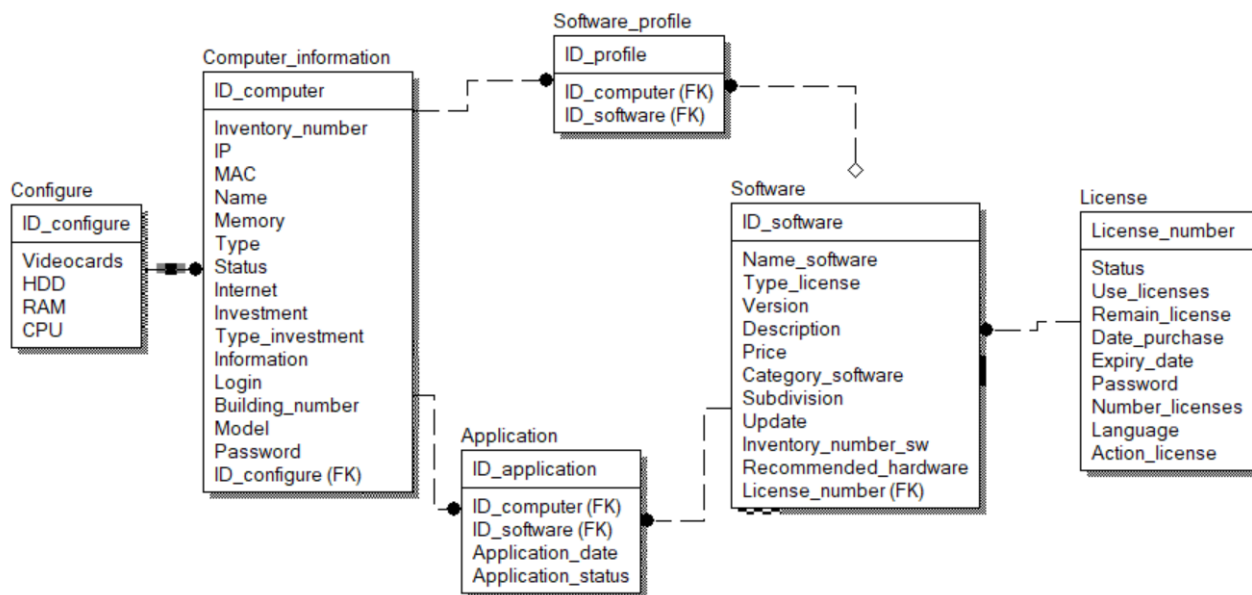 Software_profile
ID_profile
ID_computer (FK)
ID_software (FK)
Computer_information
ID_computer
Inventory_number
IP
MAC
Name
Memory
Type
Status
Internet
Investment
Type_investment
Information
Login
Building_number
Model
Password
ID_configure (FK)
Configure
ID_configure
Videocards
HDD
RAM
CPU
Software
ID_software
Name_software
Type_license
Version
Description
Price
Category_software
Subdivision
Update
Inventory_number_sw
Recommended_hardware
License_number (FK)
License
License_number
Status
Use_licenses
Remain_license
Date_purchase
Expiry_date
Password
Number_licenses
Language
Action_license
Application
ID_application
ID_computer (FK)
ID_software (FK)
Application_date
Application_status